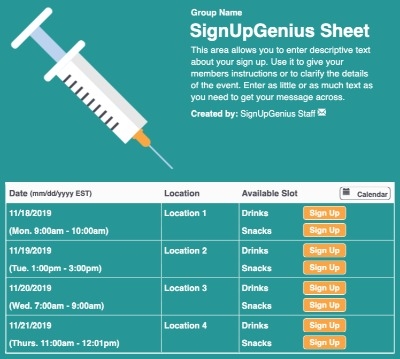 Group Name
SignUpGenius Sheet
This area allows you to enter descriptive text
about your sign up. Use it to give your
members instructions or to clarify the details
of the event. Enter as little or as much text as
you need to get your message across.
Created by: SignUpGenius Staff
Date (mm/dd/yyyy EST) Location Available Slot Calendar
11/18/2019 Location 1 Drinks Sign Up
(Mon. 9:00am - 10:00am) Snacks Sign Up
11/19/2019 Location 2 Drinks Sign Up
(Tue. 1:00pm - 3:00pm) Snacks Sign Up
11/20/2019 Location 3 Drinks Sign Up
(Wed. 7:00am - 9:00am) Snacks Sign Up
11/21/2019 Location 4 Drinks Sign Up
(Thurs. 11:00am - 12:01pm) Snacks Sign Up